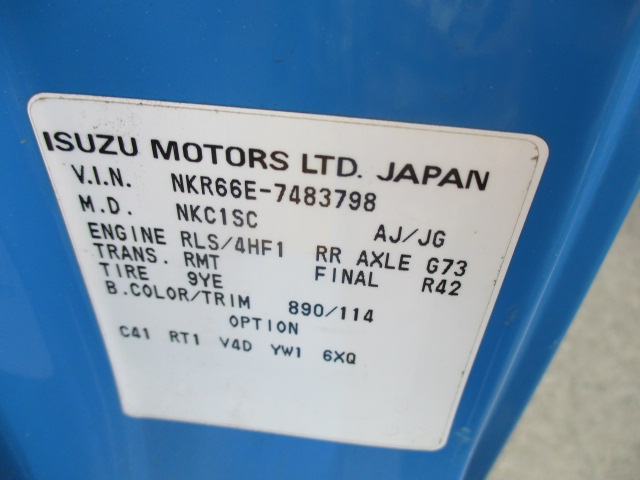 ISUZU MOTORS LTD. JAPAN
V.I.N. NKR66E-7483798
M.D. NKC1SC AJ/JG
ENGINE RLS/4HF1 RR AXLE G73
TRANS. RMT FINAL R42
TIRE 9YE
B.COLOR/TRIM 890/114
OPTION
C41 RT1 V4D YW1 6XQ